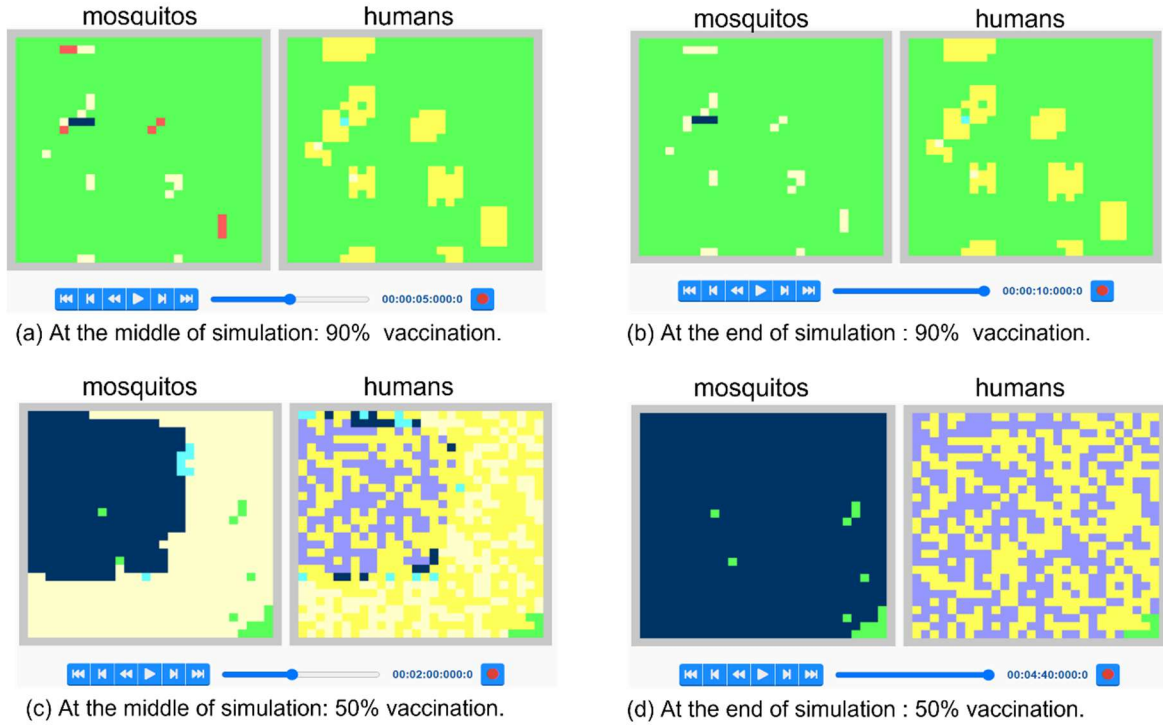 mosquitos humans
mosquitos humans
00:00:05:000:0
00:00:10:000:0
(a) At the middle of simulation: 90% vaccination.
(b) At the end of simulation : 90% vaccination.
mosquitos humans
mosquitos humans
00:02:00:000:0
00:04:40:000:0
(c) At the middle of simulation: 50% vaccination.
(d) At the end of simulation : 50% vaccination.